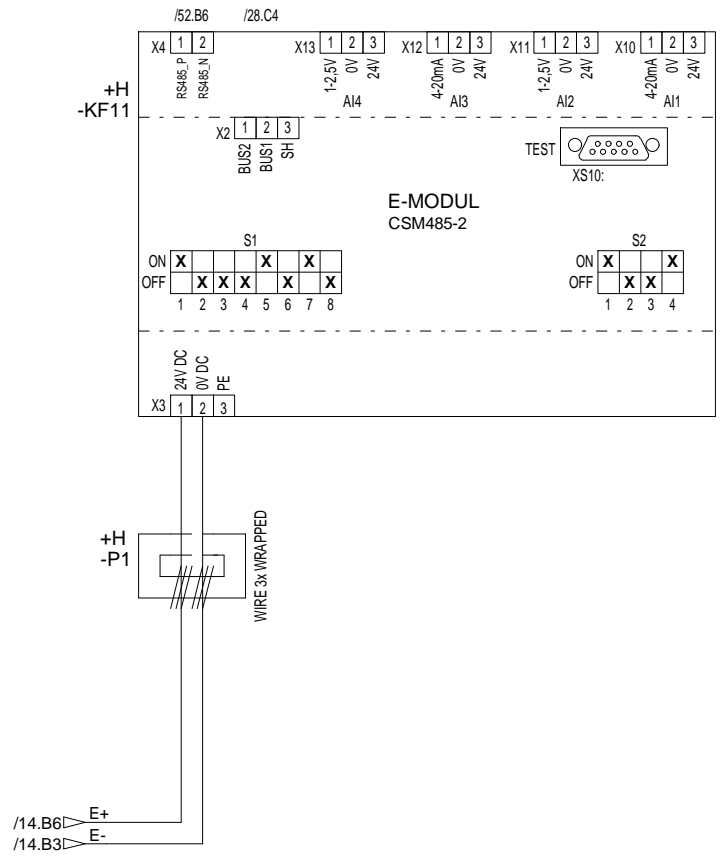 /52.B6 /28.C4
X4 1 2 X13 1 2 3 X12 1 2 3 X11 1 2 3 X10 1 2 3
RS485_P RS485_N 1-2,5V 0V 24V 4-20mA 0V 24V 1-2,5V 0V 24V 4-20mA 0V 24V
+H
-KF11
AI4 AI3 AI2 AI1
X2 1 2 3
BUS2 BUS1 SH
TEST
XS10:
E-MODUL
CSM485-2
S1 S2
ON X X X ON X X
OFF X X X X X OFF X X
1 2 3 4 5 6 7 8 1 2 3 4
24V DC 0V DC PE
X3 1 2 3
+H
-P1
WIRE 3x WRAPPED
/14.B6 E+
/14.B3 E-